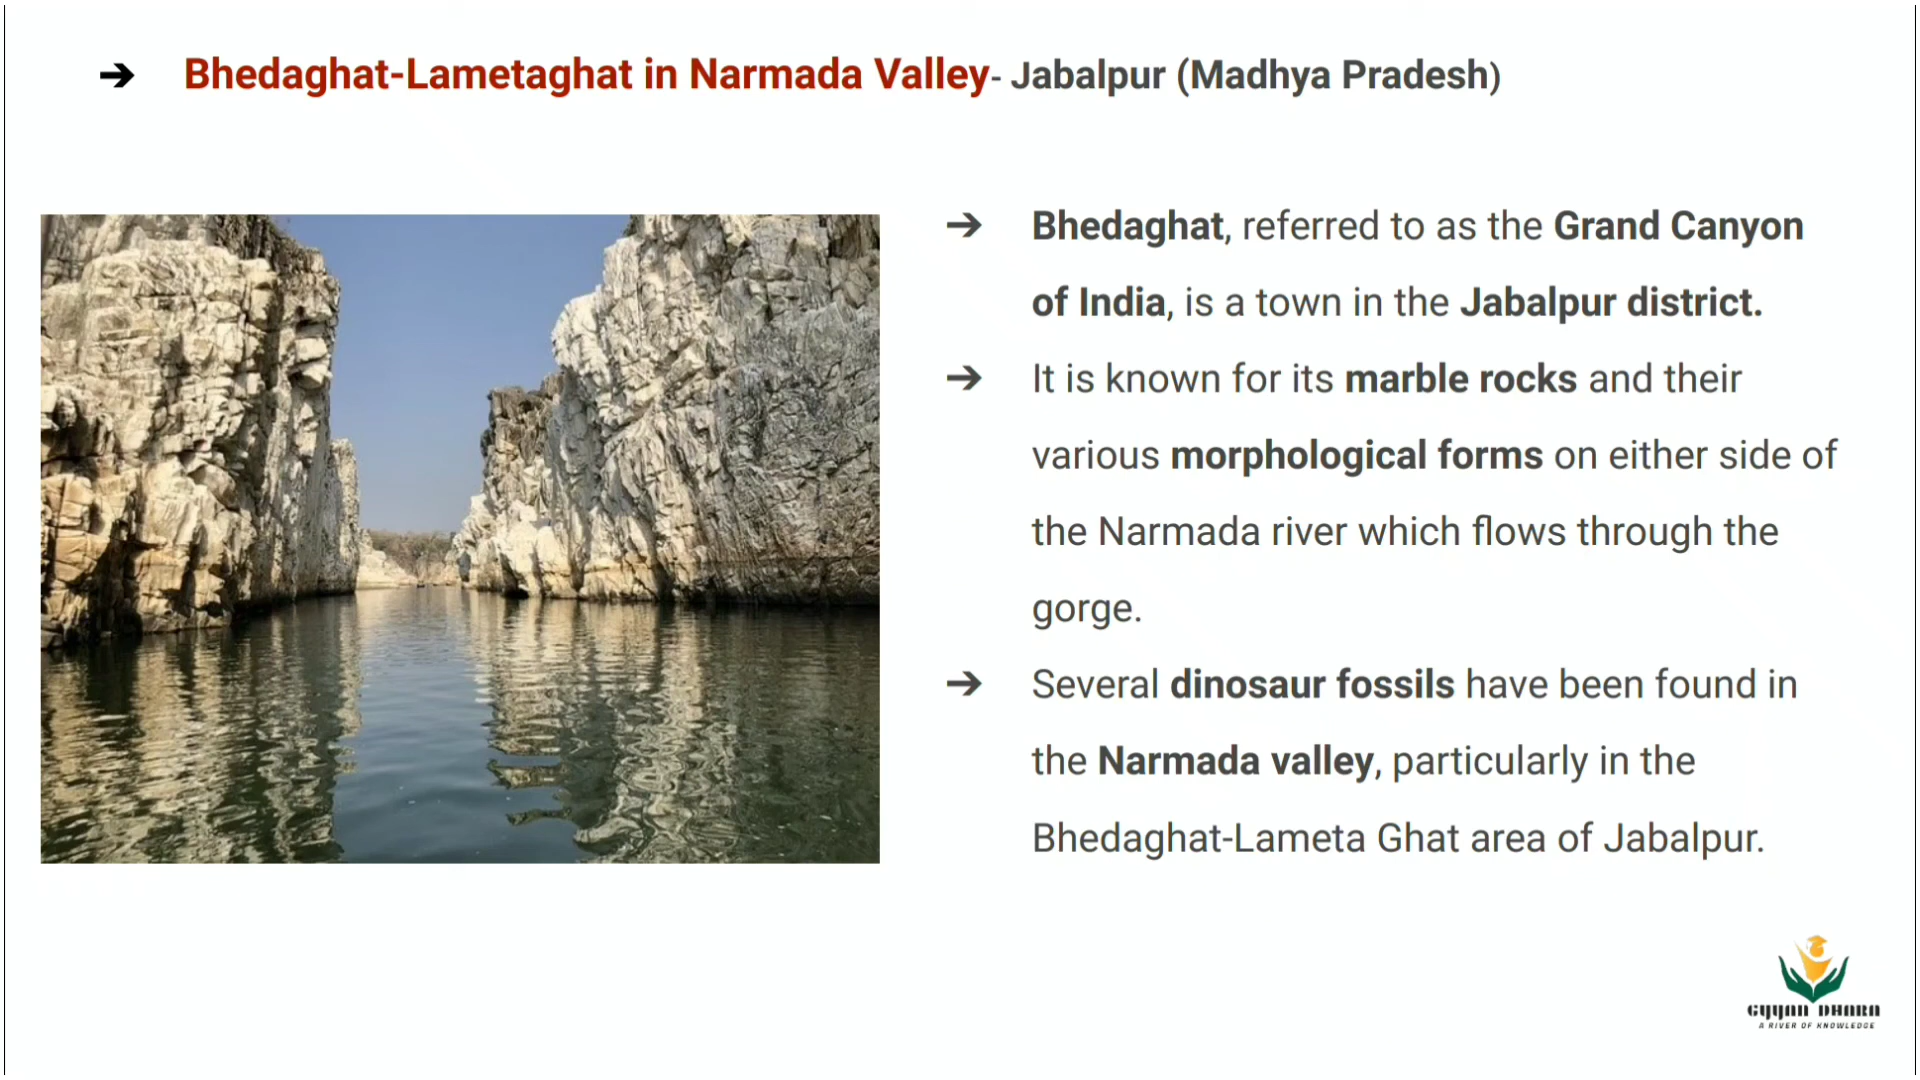 ➔ Bhedaghat-Lametaghat in Narmada Valley- Jabalpur (Madhya Pradesh)
➔ Bhedaghat, referred to as the Grand Canyon
of India, is a town in the Jabalpur district.
➔ It is known for its marble rocks and their
various morphological forms on either side of
the Narmada river which flows through the
gorge.
➔ Several dinosaur fossils have been found in
the Narmada valley, particularly in the
Bhedaghat-Lameta Ghat area of Jabalpur.
GYYAN DHARA
A RIVER OF KNOWLEDGE